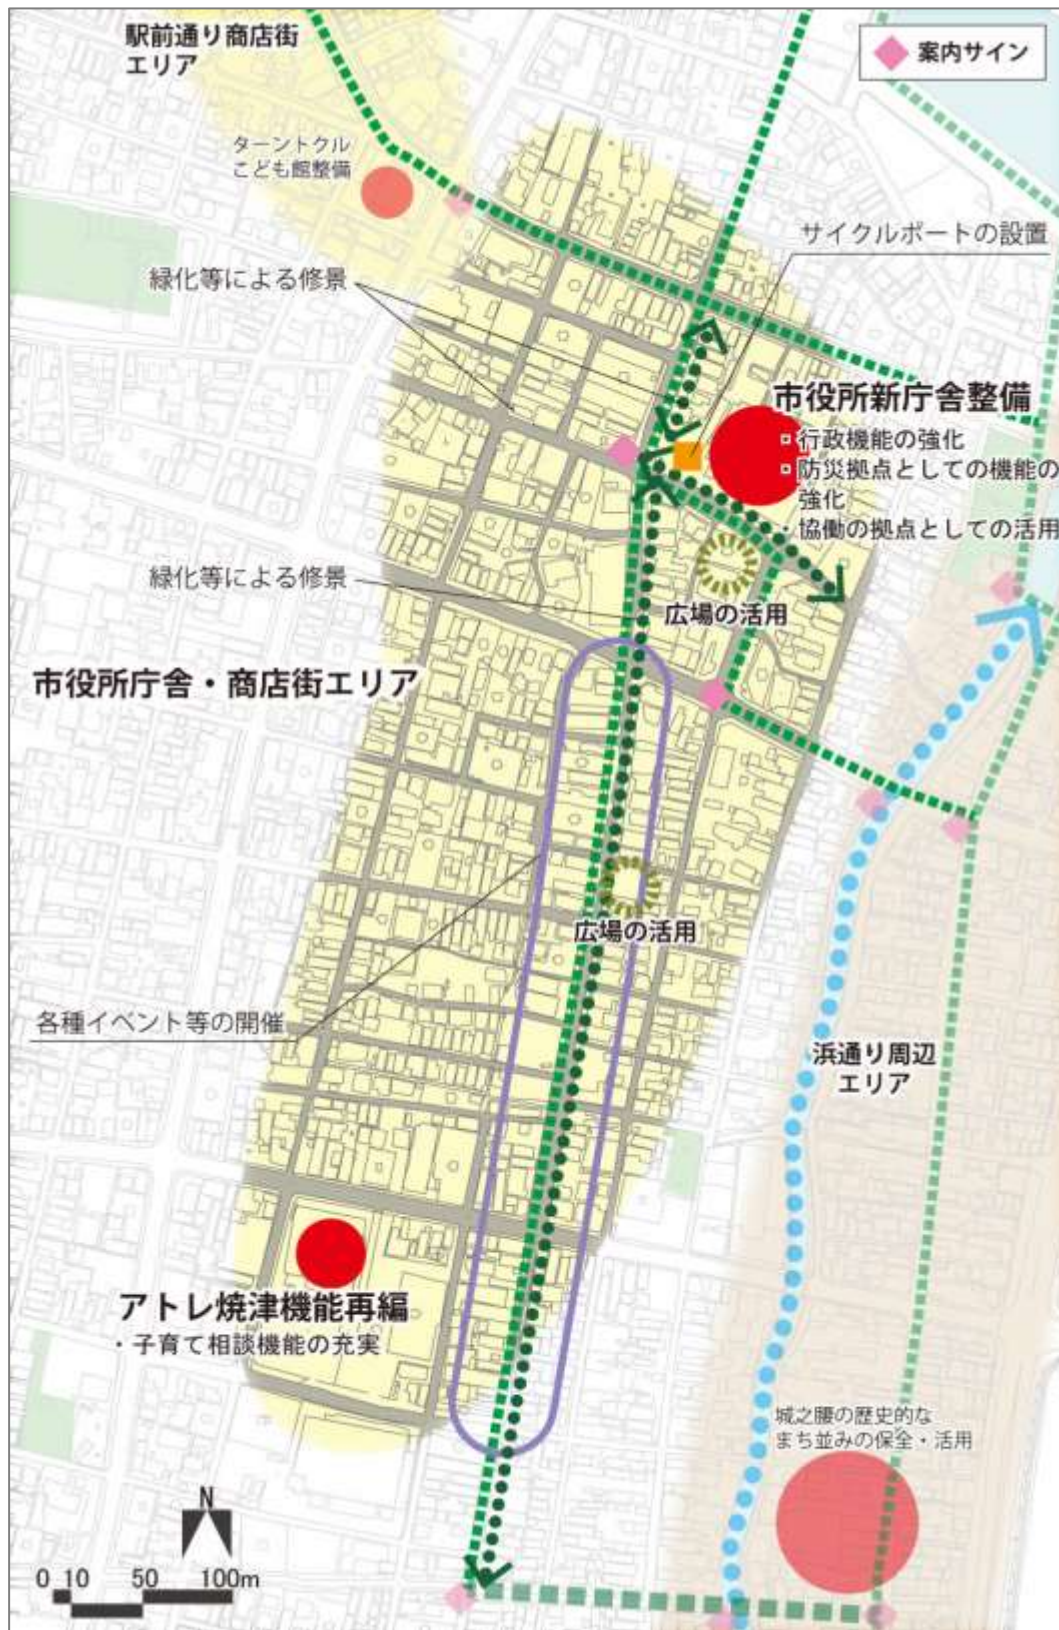 駅前通り商店街
エリア
案内サイン
ターントクル
こども館整備
サイクルポートの設置
緑化等による修景
市役所新庁舎整備
・行政機能の強化
・防災拠点としての機能の
強化
・協働の拠点としての活用
緑化等による修景
広場の活用
市役所庁舎・商店街エリア
広場の活用
各種イベント等の開催
浜通り周辺
エリア
アトレ焼津機能再編
・子育て相談機能の充実
城之腰の歴史的な
まち並みの保全・活用
N
0 10 50 100m